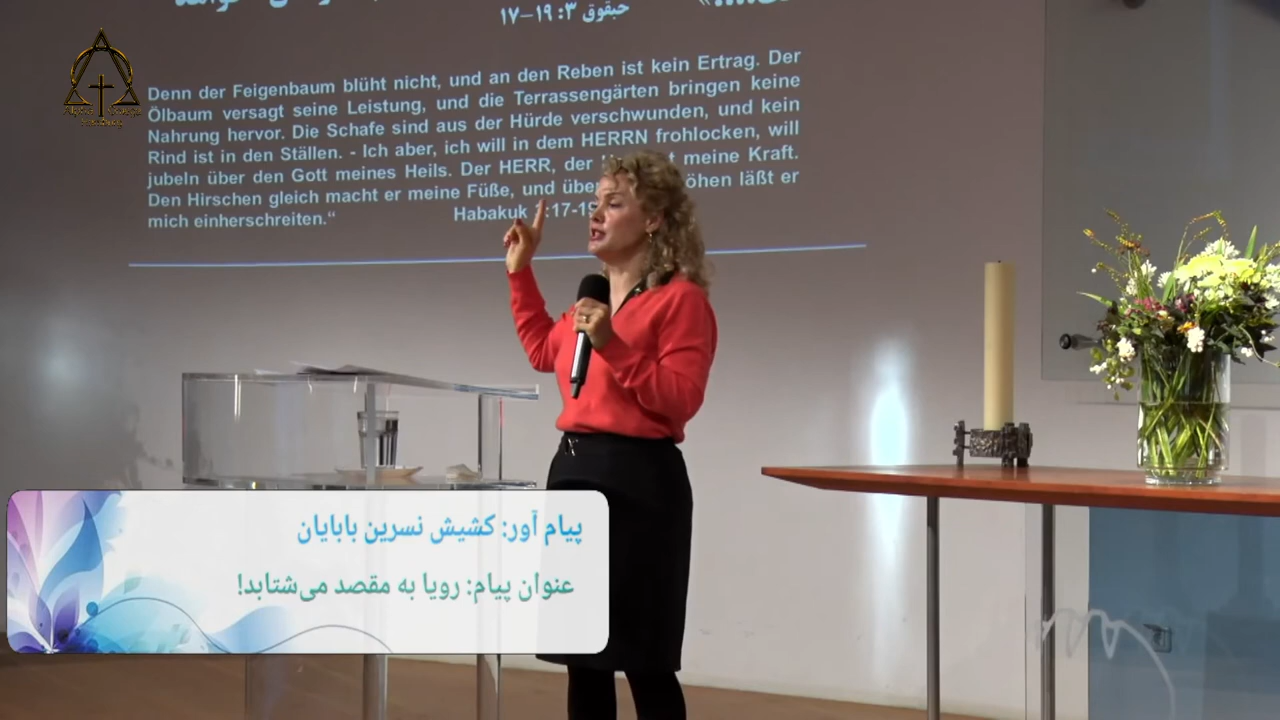 حبقوق ۳: ۱۹–۱۷
Denn der Feigenbaum blüht nicht, und an den Reben ist kein Ertrag. Der
Ölbaum versagt seine Leistung, und die Terrassengärten bringen keine
Nahrung hervor. Die Schafe sind aus der Hürde verschwunden, und kein
Rind ist in den Ställen. - Ich aber, ich will in dem HERRN frohlocken, will
jubeln über den Gott meines Heils. Der HERR, der meine Kraft.
Den Hirschen gleich macht er meine Füße, und läßt er
mich einherschreiten.“ Habakuk :17-19
پیام آور: کشیش نسرین بابایان
عنوان پیام: رویا به مقصد می‌شتابد!